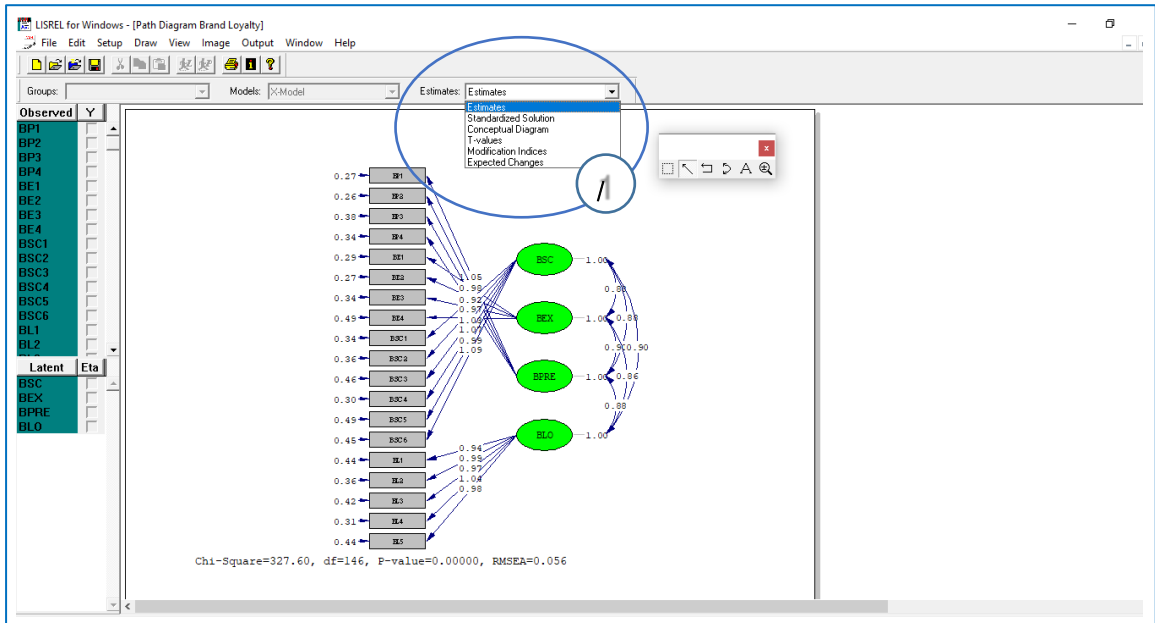 LISREL for Windows - [Path Diagram Brand Loyalty]
File Edit Setup Draw View Image Output Window Help
Groups: Models: X-Model Estimates: Estimates
Estimates
Standardized Solution
Conceptual Diagram
T-values
Modification Indices
Expected Changes
Observed Y
BP1
BP2
BP3
BP4
BE1
BE2
BE3
BE4
BSC1
BSC2
BSC3
BSC4
BSC5
BSC6
BL1
BL2
Latent Eta
BSC
BEX
BPRE
BLO
A
1
0.27 BP1
0.26 BP2
0.38 BP3
0.34 BP4
0.29 BE1
0.27 BE2
0.34 BE3
0.49 BE4
0.34 BSC1
0.36 BSC2
0.46 BSC3
0.30 BSC4
0.49 BSC5
0.45 BSC6
0.44 BL1
0.36 BL2
0.42 BL3
0.31 BL4
0.44 BL5
1.05
0.98
0.92
0.97
1.07
0.99
1.09
0.94
0.99
0.97
1.04
0.98
BSC 1.00
BEX 1.00
BPRE 1.00
BLO 1.00
0.88
0.90
0.86
0.88
Chi-Square=327.60, df=146, P-value=0.00000, RMSEA=0.056